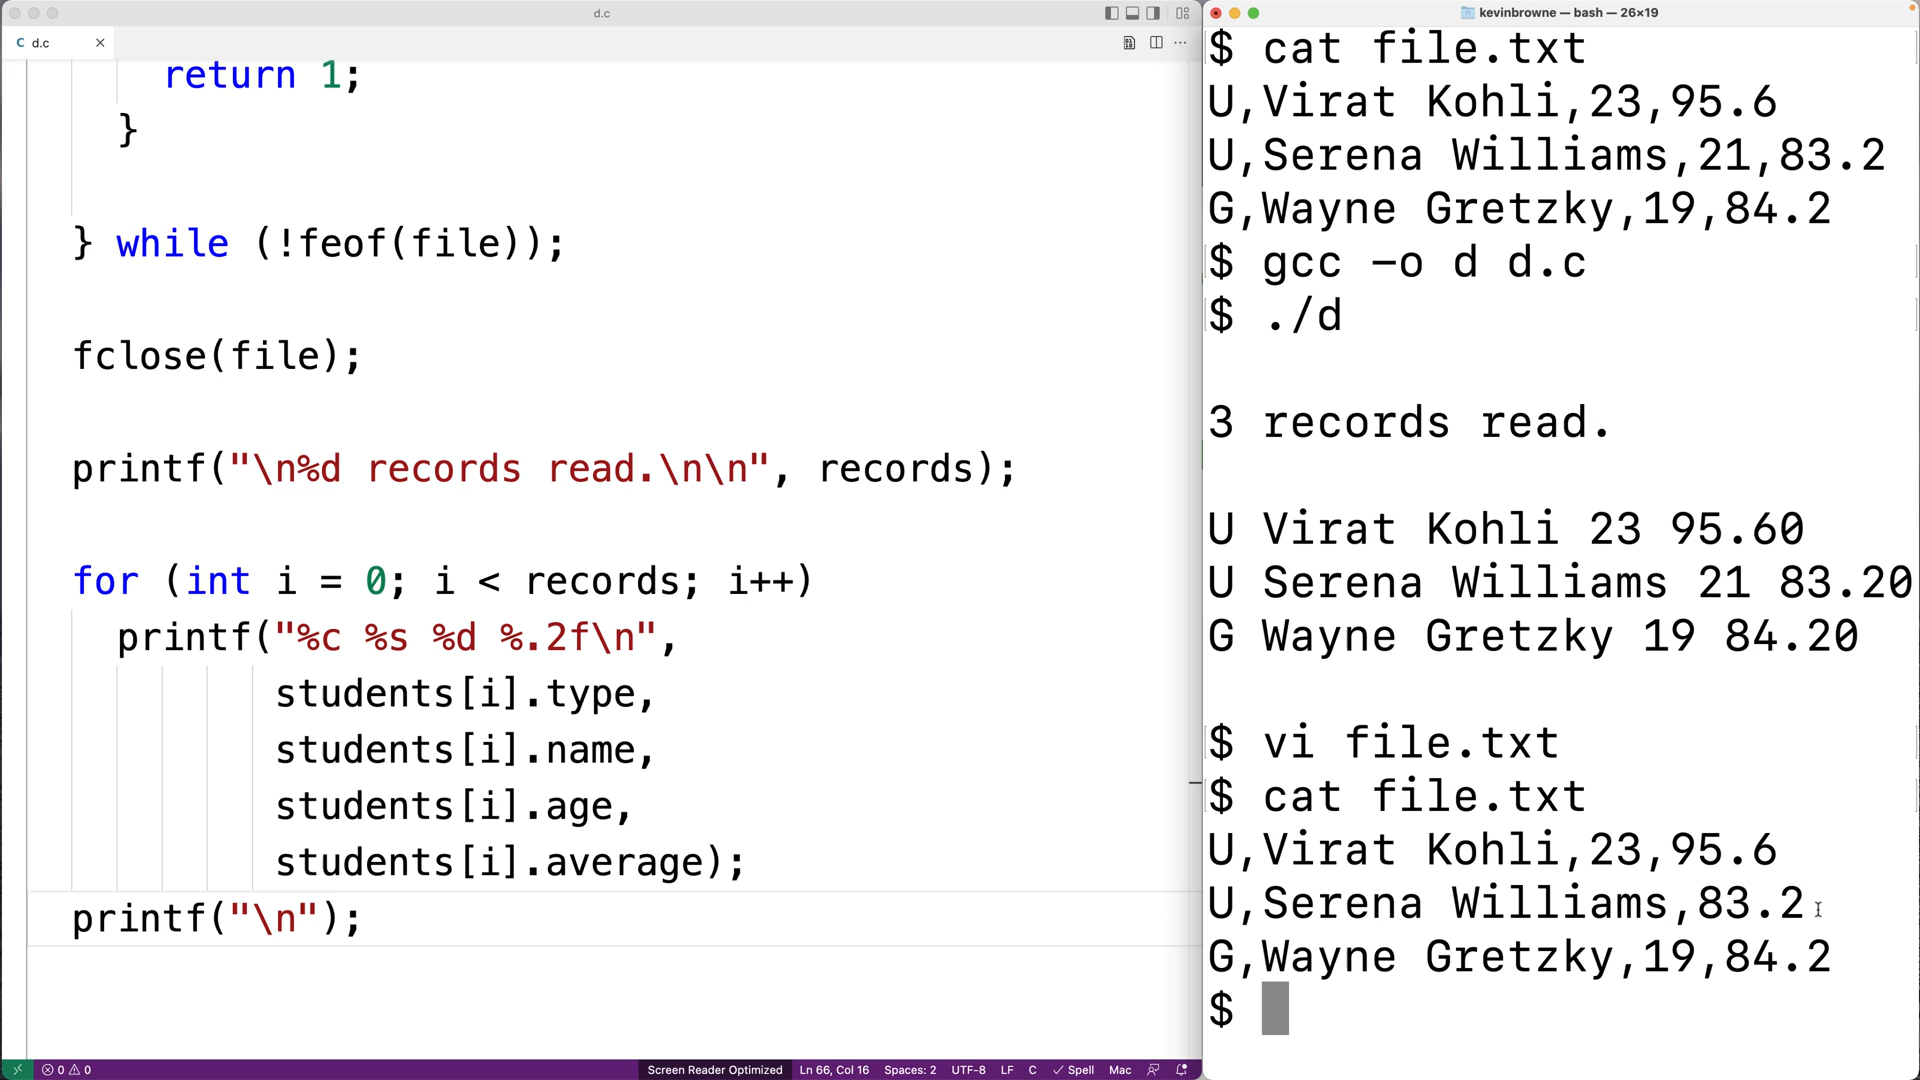 d.c
C d.c
return 1;
}
} while (!feof(file));
fclose(file);
printf("\n%d records read.\n\n", records);
for (int i = 0; i < records; i++)
printf("%c %s %d %.2f\n",
students[i].type,
students[i].name,
students[i].age,
students[i].average);
printf("\n");
0 0
Screen Reader Optimized Ln 66, Col 16 Spaces: 2 UTF-8 LF C Spell Mac
kevinbrowne — bash — 26×19
$ cat file.txt
U,Virat Kohli,23,95.6
U,Serena Williams,21,83.2
G,Wayne Gretzky,19,84.2
$ gcc -o d d.c
$ ./d
3 records read.
U Virat Kohli 23 95.60
U Serena Williams 21 83.20
G Wayne Gretzky 19 84.20
$ vi file.txt
$ cat file.txt
U,Virat Kohli,23,95.6
U,Serena Williams,83.2
G,Wayne Gretzky,19,84.2
$